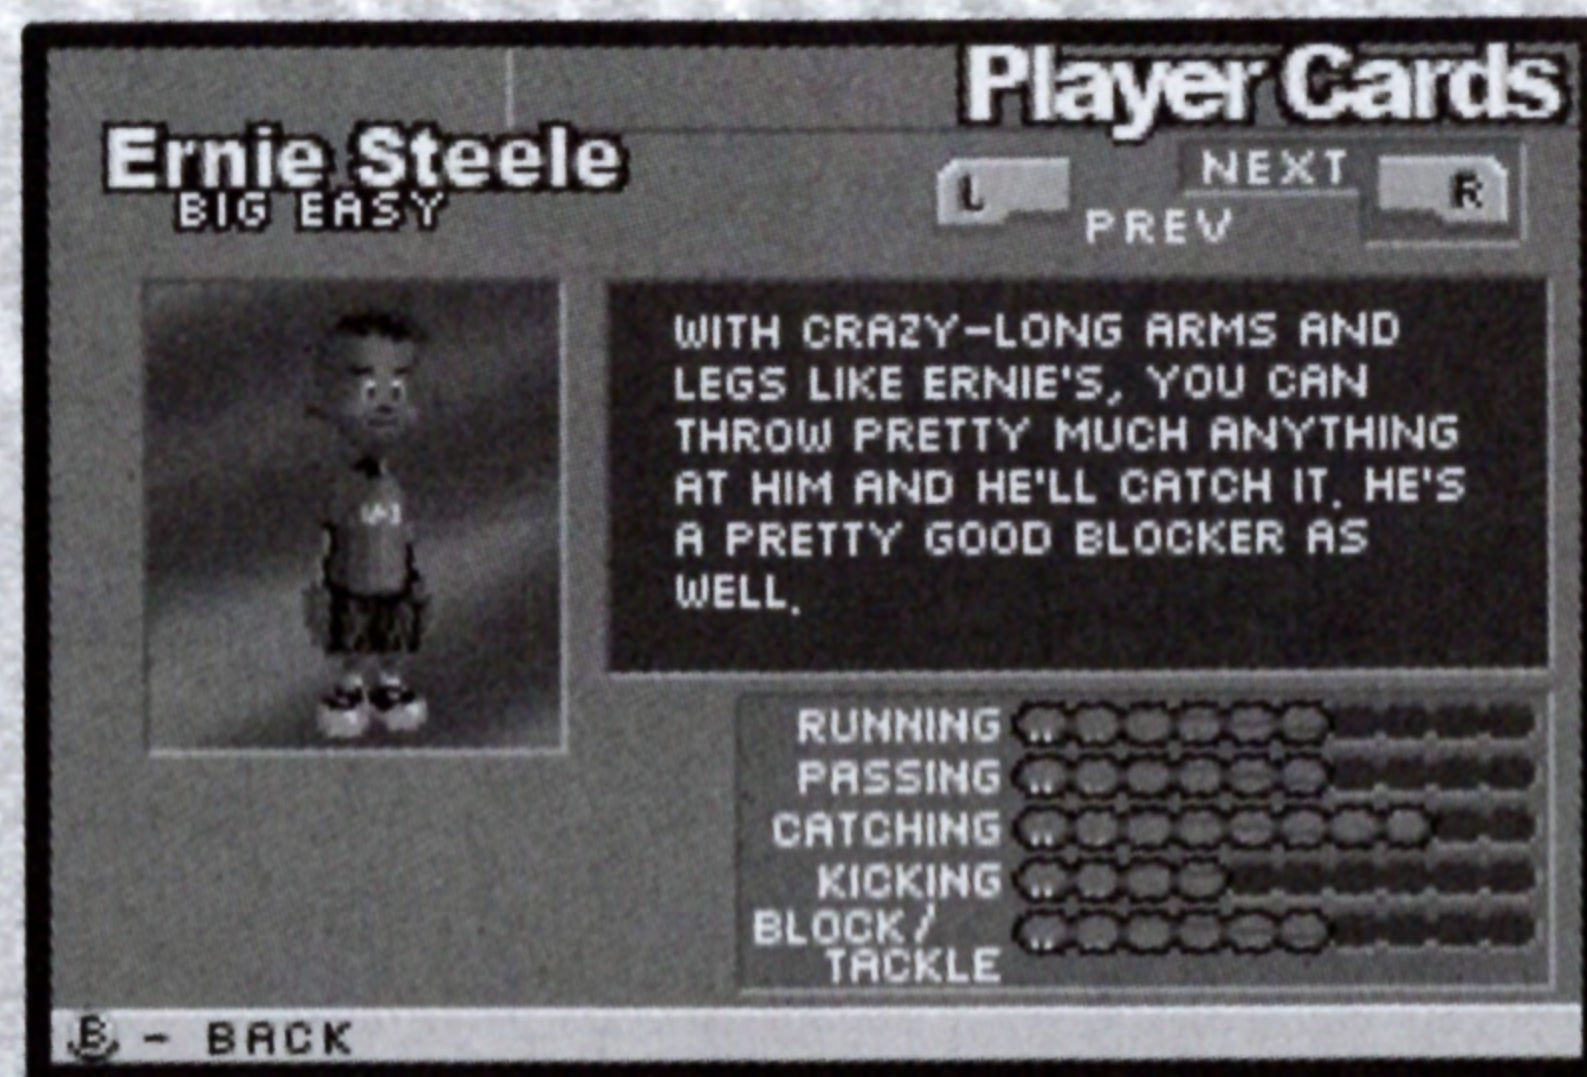 Player Cards
Ernie Steele
BIG EASY
L
NEXT
R
PREV
WITH CRAZY-LONG ARMS AND
LEGS LIKE ERNIE'S, YOU CAN
THROW PRETTY MUCH ANYTHING
AT HIM AND HE'LL CATCH IT. HE'S
A PRETTY GOOD BLOCKER AS
WELL.
RUNNING
PASSING
CATCHING
KICKING
BLOCK/
TACKLE
B - BACK